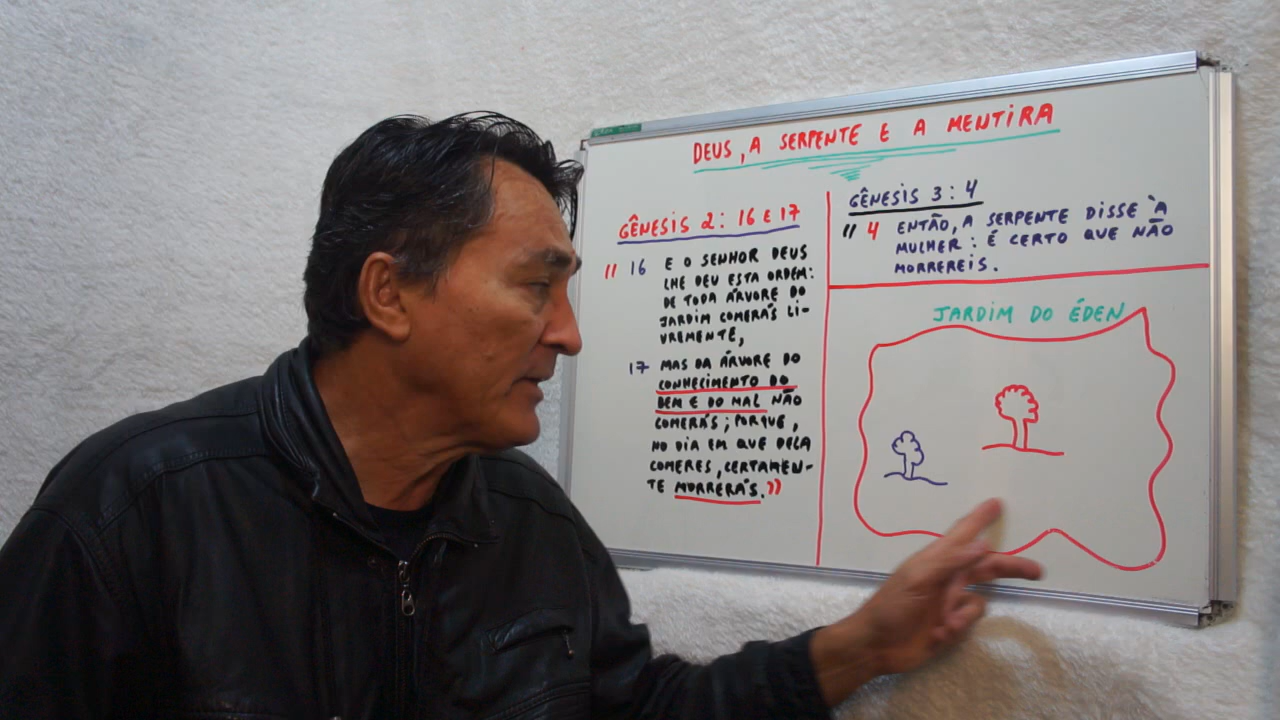 DEUS, A SERPENTE E A MENTIRA
GÊNESIS 2: 16 E 17
" 16 E O SENHOR DEUS
LHE DEU ESTA ORDEM:
DE TODA ÁRVORE DO
JARDIM COMERÁS LI-
VREMENTE,
17 MAS DA ÁRVORE DO
CONHECIMENTO DO
BEM E DO MAL NÃO
COMERÁS; PORQUE,
NO DIA EM QUE DELA
COMERES, CERTAMEN-
TE MORRERÁS."
GÊNESIS 3: 4
" 4 ENTÃO, A SERPENTE DISSE À
MULHER: É CERTO QUE NÃO
MORREREIS.
JARDIM DO ÉDEN